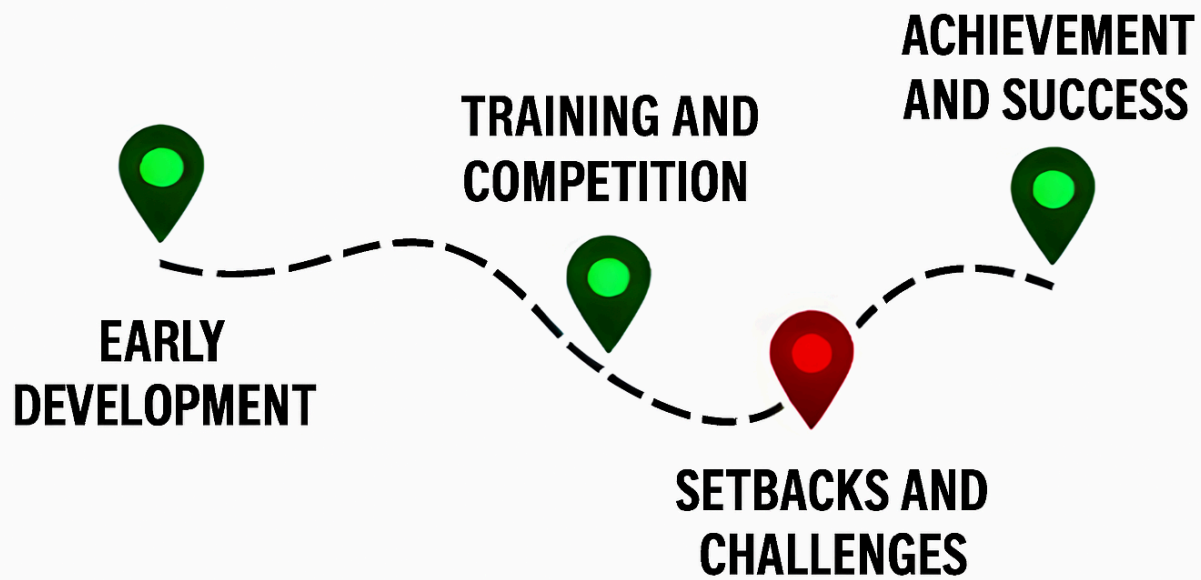 EARLY
DEVELOPMENT
TRAINING AND
COMPETITION
SETBACKS AND
CHALLENGES
ACHIEVEMENT
AND SUCCESS